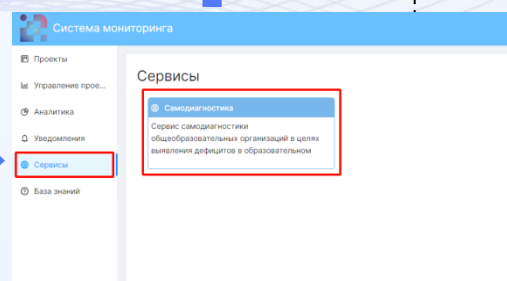 Система мониторинга
Проекты
Управление прое...
Аналитика
Уведомления
Сервисы
База знаний
Сервисы
Самодиагностика
Сервис самодиагностики
общеобразовательных организаций в целях
выявления дефицитов в образовательном